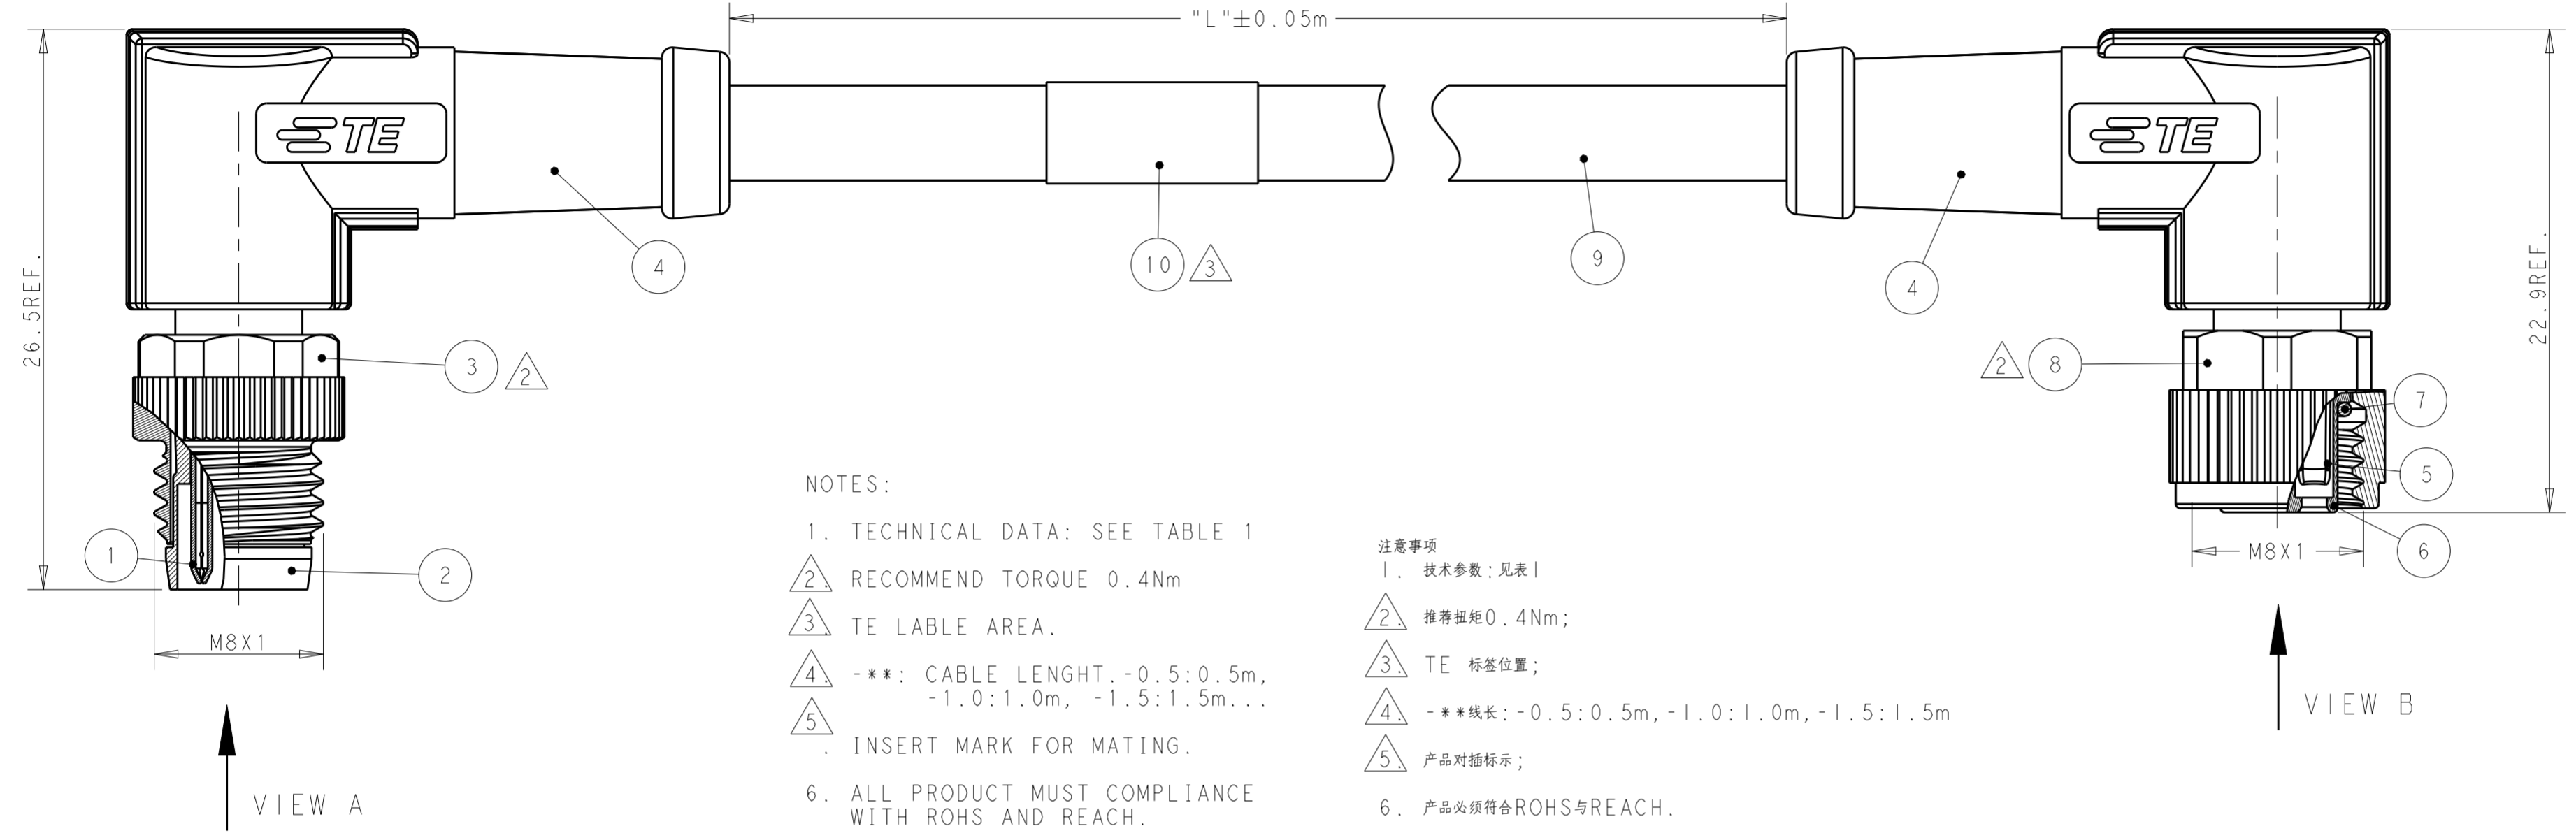 "L"±0.05m
TE
TE
26.5REF.
22.9REF.
4
10 3
9
4
3 2
2 8
7
5
6
1
2
M8X1
M8X1
VIEW A
VIEW B
NOTES:
1. TECHNICAL DATA: SEE TABLE 1
2. RECOMMEND TORQUE 0.4Nm
3. TE LABLE AREA.
4. -**: CABLE LENGHT.-0.5:0.5m,
-1.0:1.0m, -1.5:1.5m...
5
. INSERT MARK FOR MATING.
6. ALL PRODUCT MUST COMPLIANCE
WITH ROHS AND REACH.
注意事项
1. 技术参数:见表1
2. 推荐扭矩0.4Nm;
3. TE 标签位置;
4. -**线长:-0.5:0.5m,-1.0:1.0m,-1.5:1.5m
5. 产品对插标示;
6. 产品必须符合ROHS与REACH.